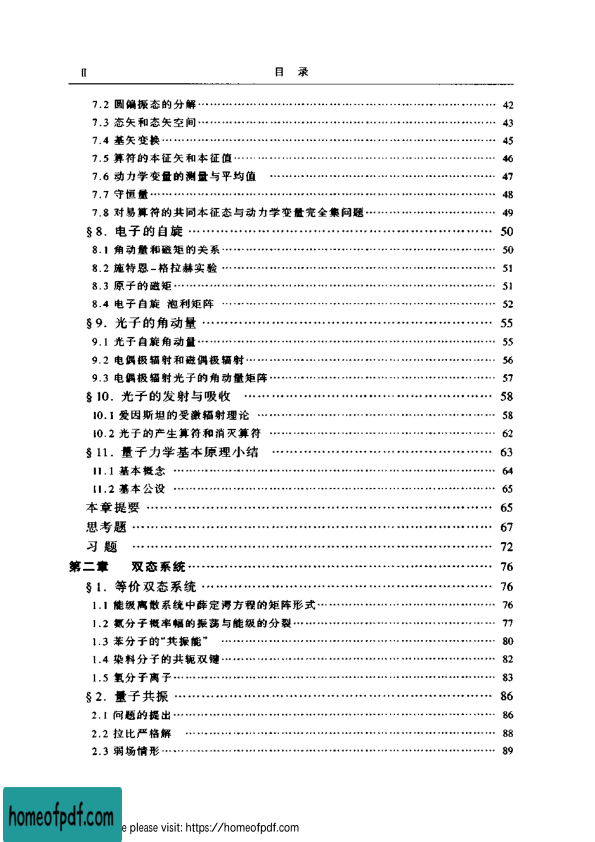 II 目 录
7.2 圆偏振态的分解 …… 42
7.3 态矢和态矢空间 …… 43
7.4 基矢变换 …… 45
7.5 算符的本征矢和本征值 …… 46
7.6 动力学变量的测量与平均值 …… 47
7.7 守恒量 …… 48
7.8 对易算符的共同本征态与动力学变量完全集问题 …… 49
§8. 电子的自旋 …… 50
8.1 角动量和磁矩的关系 …… 50
8.2 施特恩-格拉赫实验 …… 51
8.3 原子的磁矩 …… 51
8.4 电子自旋 泡利矩阵 …… 52
§9. 光子的角动量 …… 55
9.1 光子自旋角动量 …… 55
9.2 电偶极辐射和磁偶极辐射 …… 56
9.3 电偶极辐射光子的角动量矩阵 …… 57
§10. 光子的发射与吸收 …… 58
10.1 爱因斯坦的受激辐射理论 …… 58
10.2 光子的产生算符和消灭算符 …… 62
§11. 量子力学基本原理小结 …… 63
11.1 基本概念 …… 64
11.2 基本公设 …… 65
本章提要 …… 65
思考题 …… 67
习 题 …… 72
第二章 双态系统 …… 76
§1. 等价双态系统 …… 76
1.1 能级离散系统中薛定谔方程的矩阵形式 …… 76
1.2 氨分子概率幅的振荡与能级的分裂 …… 77
1.3 苯分子的“共振能” …… 80
1.4 染料分子的共轭双键 …… 82
1.5 氢分子离子 …… 83
§2. 量子共振 …… 86
2.1 问题的提出 …… 86
2.2 拉比严格解 …… 88
2.3 弱场情形 …… 89
homeofpdf.com
e please visit: https://homeofpdf.com